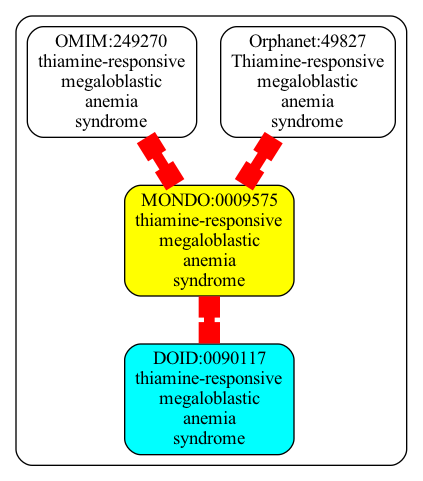 OMIM:249270
thiamine-responsive
megaloblastic
anemia
syndrome
Orphanet:49827
Thiamine-responsive
megaloblastic
anemia
syndrome
MONDO:0009575
thiamine-responsive
megaloblastic
anemia
syndrome
DOID:0090117
thiamine-responsive
megaloblastic
anemia
syndrome